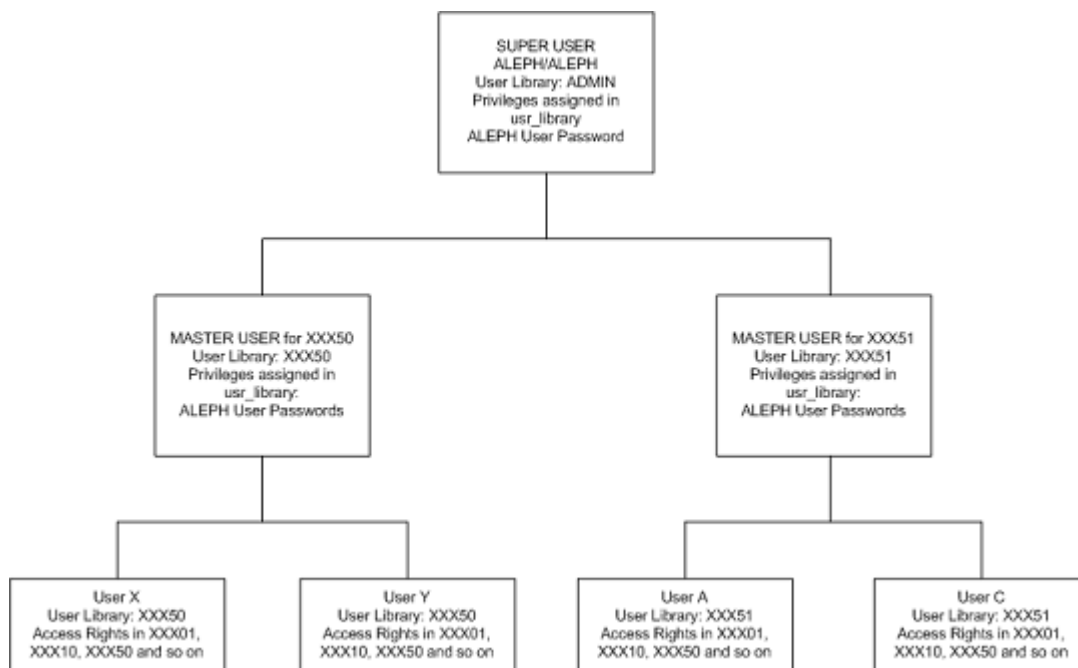 SUPER USER
ALEPH/ALEPH
User Library: ADMIN
Privileges assigned in
usr_library
ALEPH User Password
MASTER USER for XXX50
User Library: XXX50
Privileges assigned in
usr_library:
ALEPH User Passwords
MASTER USER for XXX51
User Library: XXX51
Privileges assigned in
usr_library:
ALEPH User Passwords
User X
User Library: XXX50
Access Rights in XXX01,
XXX10, XXX50 and so on
User Y
User Library: XXX50
Access Rights in XXX01,
XXX10, XXX50 and so on
User A
User Library: XXX51
Access Rights in XXX01,
XXX10, XXX50 and so on
User C
User Library: XXX51
Access Rights in XXX01,
XXX10, XXX50 and so on